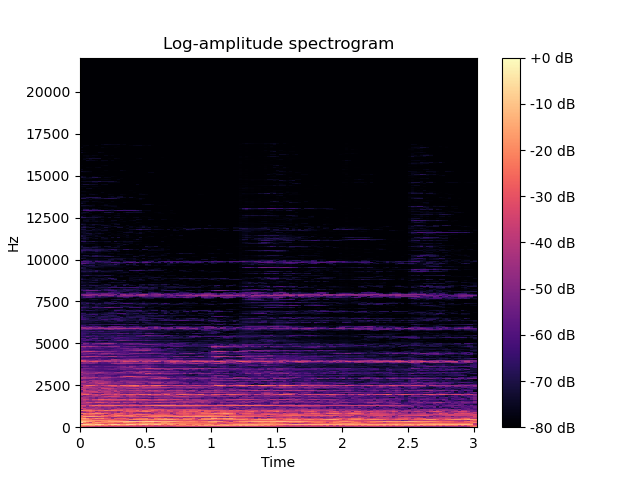 Log-amplitude spectrogram
20000
17500
15000
12500
10000
7500
5000
2500
0
Hz
0
0.5
1
1.5
2
2.5
3
Time
+0 dB
-10 dB
-20 dB
-30 dB
-40 dB
-50 dB
-60 dB
-70 dB
-80 dB